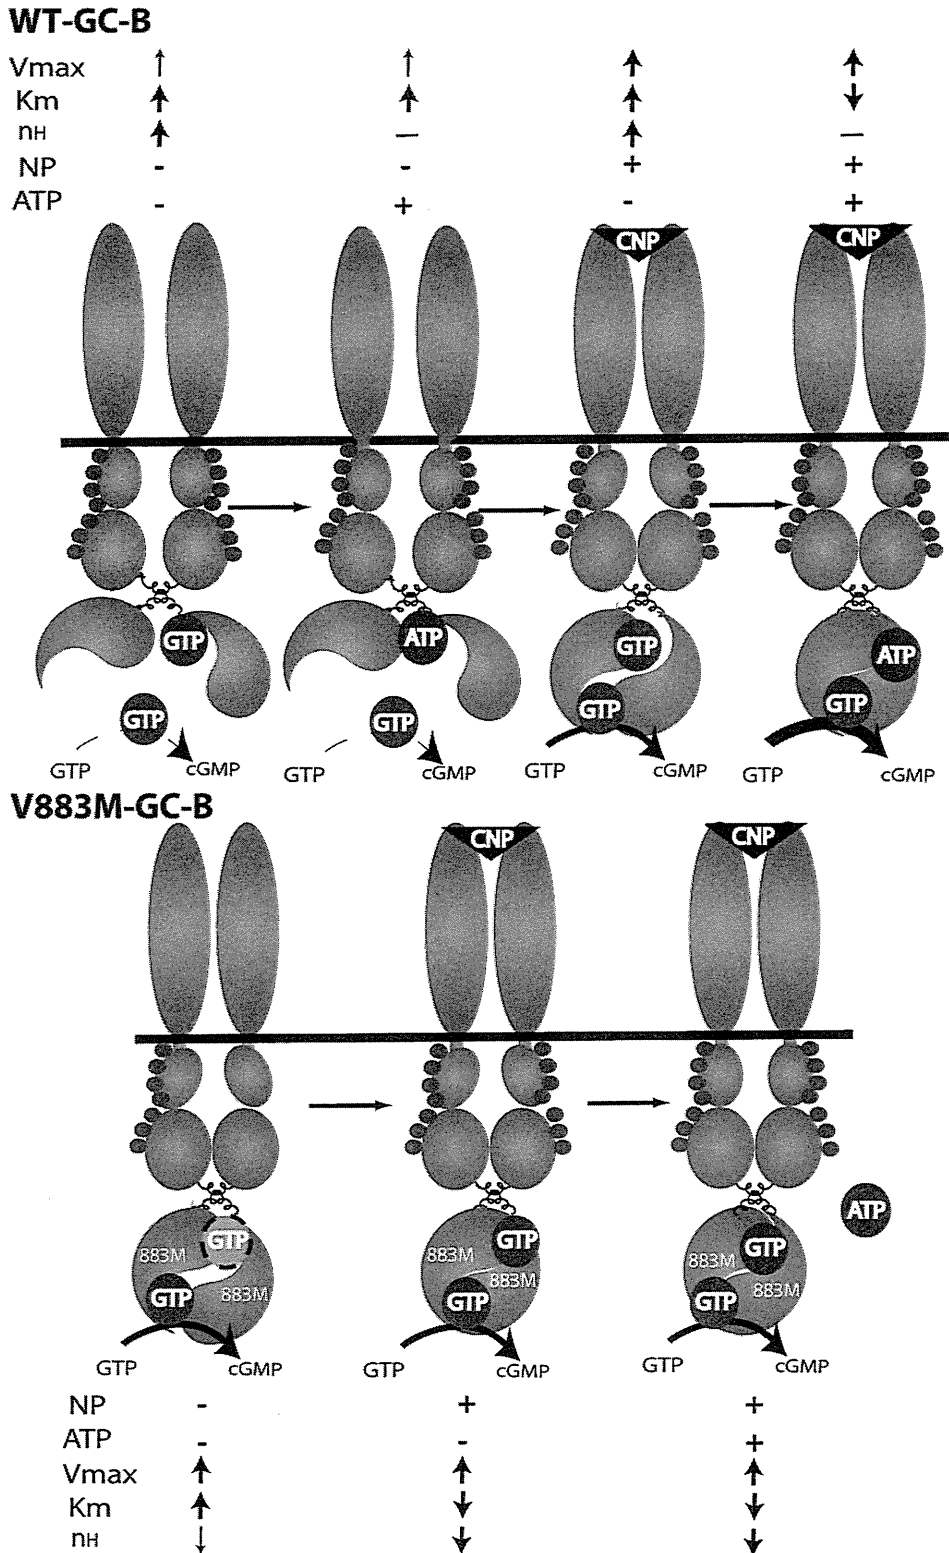 WT-GC-B
Vmax ↑ ↑ ↑ ↑
Km ↑ ↑ ↑ ↓
nH ↑ — ↑ —
NP - - + +
ATP - + - +
CNP CNP
GTP ATP GTP ATP
GTP GTP GTP GTP
GTP cGMP GTP cGMP GTP cGMP GTP cGMP
V883M-GC-B
CNP CNP
ATP
GTP GTP GTP
883M 883M 883M
883M 883M 883M
GTP GTP GTP
GTP cGMP GTP cGMP GTP cGMP
NP - + +
ATP - - +
Vmax ↑ ↑ ↑
Km ↑ ↓ ↓
nH ↓ ↓ ↓